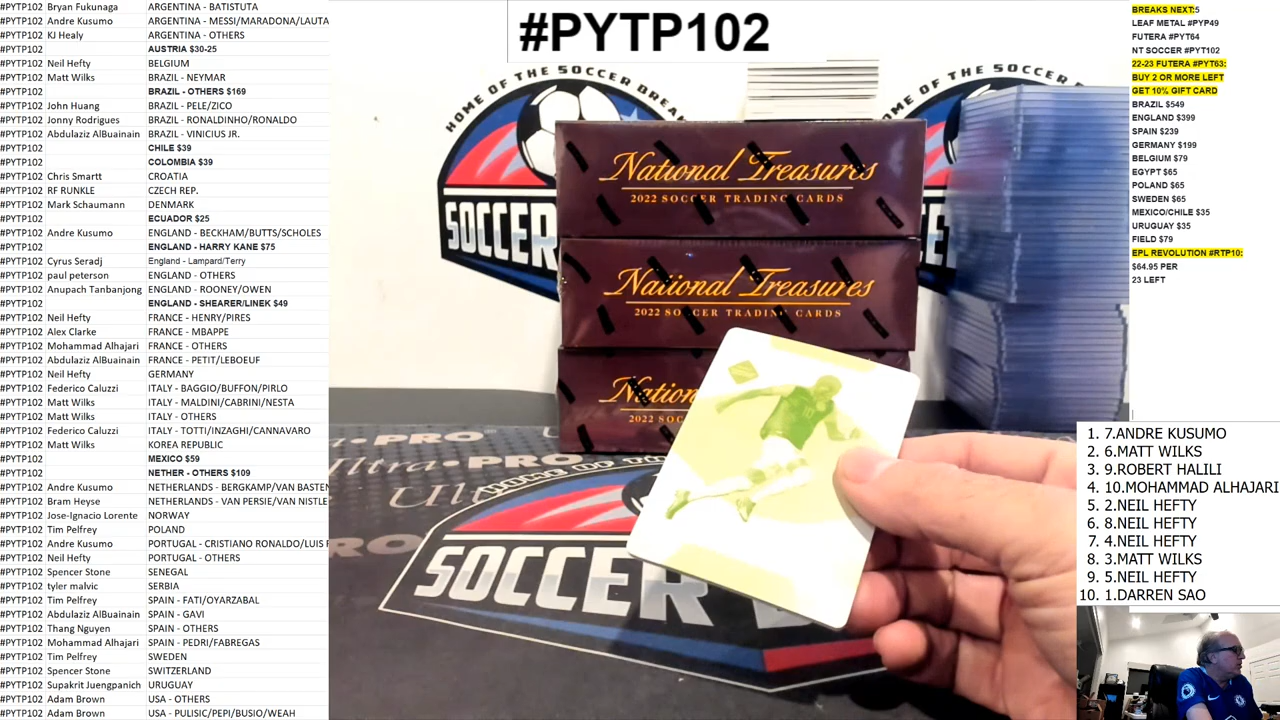 #PYTP102 Bryan Fukunaga ARGENTINA - BATISTUTA
#PYTP102 Andre Kusumo ARGENTINA - MESSI/MARADONA/LAUTA
#PYTP102 KJ Healy ARGENTINA - OTHERS
#PYTP102 AUSTRIA $30-25
#PYTP102 Neil Hefty BELGIUM
#PYTP102 Matt Wilks BRAZIL - NEYMAR
#PYTP102 BRAZIL - OTHERS $169
#PYTP102 John Huang BRAZIL - PELE/ZICO
#PYTP102 Jonny Rodrigues BRAZIL - RONALDINHO/RONALDO
#PYTP102 Abdulaziz AlBuainain BRAZIL - VINICIUS JR.
#PYTP102 CHILE $39
#PYTP102 COLOMBIA $39
#PYTP102 Chris Smartt CROATIA
#PYTP102 RF RUNKLE CZECH REP.
#PYTP102 Mark Schaumann DENMARK
#PYTP102 ECUADOR $25
#PYTP102 Andre Kusumo ENGLAND - BECKHAM/BUTTS/SCHOLES
#PYTP102 ENGLAND - HARRY KANE $75
#PYTP102 Cyrus Seradj England - Lampard/Terry
#PYTP102 paul peterson ENGLAND - OTHERS
#PYTP102 Anupach Tanbanjong ENGLAND - ROONEY/OWEN
#PYTP102 ENGLAND - SHEARER/LINEK $49
#PYTP102 Neil Hefty FRANCE - HENRY/PIRES
#PYTP102 Alex Clarke FRANCE - MBAPPE
#PYTP102 Mohammad Alhajari FRANCE - OTHERS
#PYTP102 Abdulaziz AlBuainain FRANCE - PETIT/LEBOEUF
#PYTP102 Neil Hefty GERMANY
#PYTP102 Federico Caluzzi ITALY - BAGGIO/BUFFON/PIRLO
#PYTP102 Matt Wilks ITALY - MALDINI/CABRINI/NESTA
#PYTP102 Matt Wilks ITALY - OTHERS
#PYTP102 Federico Caluzzi ITALY - TOTTI/INZAGHI/CANNAVARO
#PYTP102 Matt Wilks KOREA REPUBLIC
#PYTP102 MEXICO $59
#PYTP102 NETHER - OTHERS $109
#PYTP102 Andre Kusumo NETHERLANDS - BERGKAMP/VAN BASTEN
#PYTP102 Bram Heyse NETHERLANDS - VAN PERSIE/VAN NISTLE
#PYTP102 Jose-Ignacio Lorente NORWAY
#PYTP102 Tim Pelfrey POLAND
#PYTP102 Andre Kusumo PORTUGAL - CRISTIANO RONALDO/LUIS F
#PYTP102 Neil Hefty PORTUGAL - OTHERS
#PYTP102 Spencer Stone SENEGAL
#PYTP102 tyler malvic SERBIA
#PYTP102 Tim Pelfrey SPAIN - FATI/OYARZABAL
#PYTP102 Abdulaziz AlBuainain SPAIN - GAVI
#PYTP102 Thang Nguyen SPAIN - OTHERS
#PYTP102 Mohammad Alhajari SPAIN - PEDRI/FABREGAS
#PYTP102 Tim Pelfrey SWEDEN
#PYTP102 Spencer Stone SWITZERLAND
#PYTP102 Supakrit Juengpanich URUGUAY
#PYTP102 Adam Brown USA - OTHERS
#PYTP102 Adam Brown USA - PULISIC/PEPI/BUSIO/WEAH
#PYTP102
HOME OF THE SOCCER BREAK
SOCCER
HOME OF THE SOCCER BREAK
National Treasures
2022 SOCCER TRADING CARDS
National Treasures
2022 SOCCER TRADING CARDS
Nation
2022 SOC
Ultra PRO
Ultra PRO
HOME OF
SOCCER
BREAKS NEXT:5
LEAF METAL #PYP49
FUTERA #PYT64
NT SOCCER #PYT102
22-23 FUTERA #PYT63:
BUY 2 OR MORE LEFT
GET 10% GIFT CARD
BRAZIL $549
ENGLAND $399
SPAIN $239
GERMANY $199
BELGIUM $79
EGYPT $65
POLAND $65
SWEDEN $65
MEXICO/CHILE $35
URUGUAY $35
FIELD $79
EPL REVOLUTION #RTP10:
$64.95 PER
23 LEFT
1. 7.ANDRE KUSUMO
2. 6.MATT WILKS
3. 9.ROBERT HALILI
4. 10.MOHAMMAD ALHAJARI
5. 2.NEIL HEFTY
6. 8.NEIL HEFTY
7. 4.NEIL HEFTY
8. 3.MATT WILKS
9. 5.NEIL HEFTY
10. 1.DARREN SAO